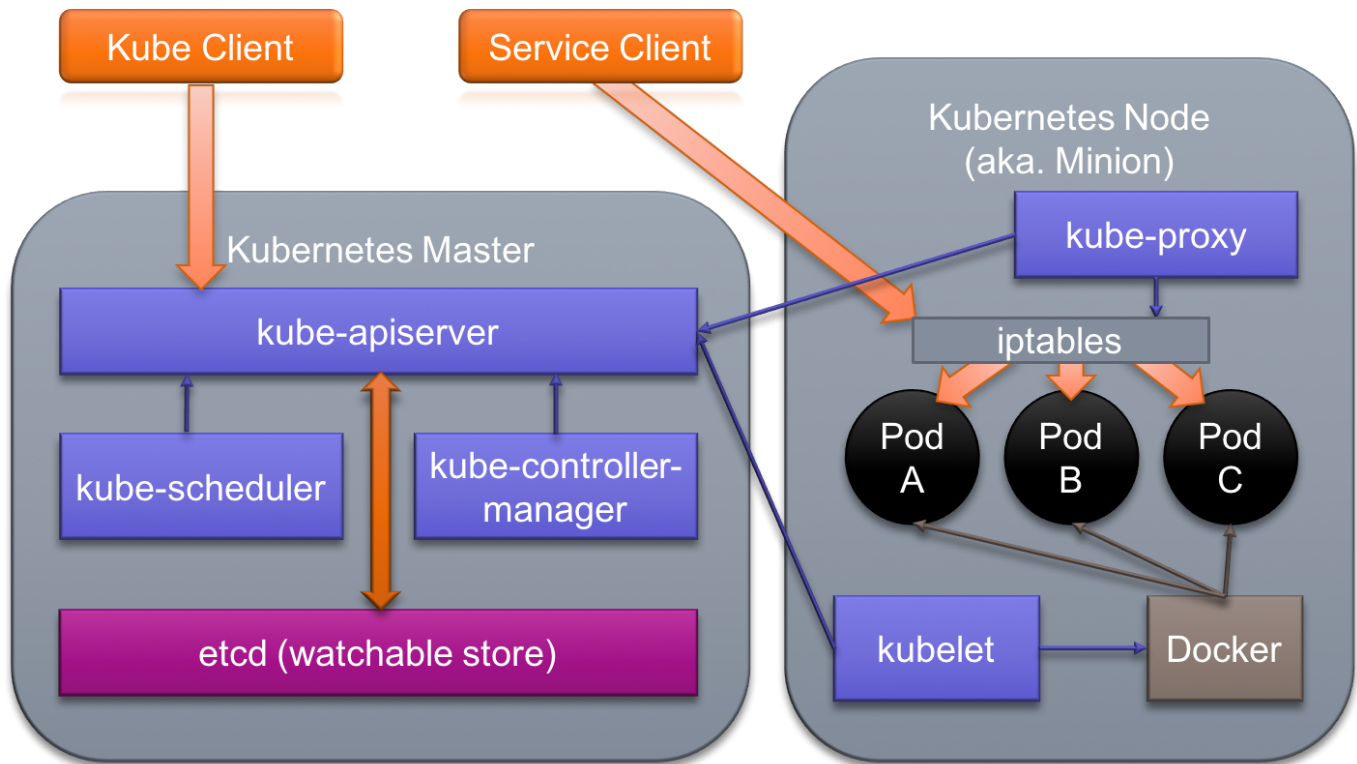 Kube Client
Service Client
Kubernetes Node
(aka. Minion)
kube-proxy
Kubernetes Master
kube-apiserver
iptables
Pod
A
Pod
B
Pod
C
kube-scheduler
kube-controller-
manager
etcd (watchable store)
kubelet
Docker